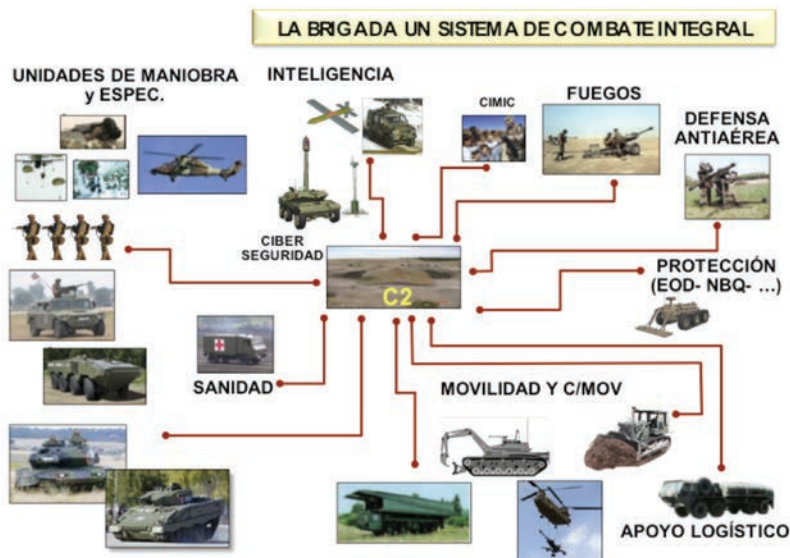 LA BRIGADA UN SISTEMA DE COMBATE INTEGRAL
UNIDADES DE MANIOBRA
y ESPEC.
INTELIGENCIA
CIMIC
FUEGOS
DEFENSA
ANTIAÉREA
CIBER
SEGURIDAD
C2
PROTECCIÓN
(EOD- NBQ- ...)
SANIDAD
MOVILIDAD Y C/MOV
APOYO LOGÍSTICO